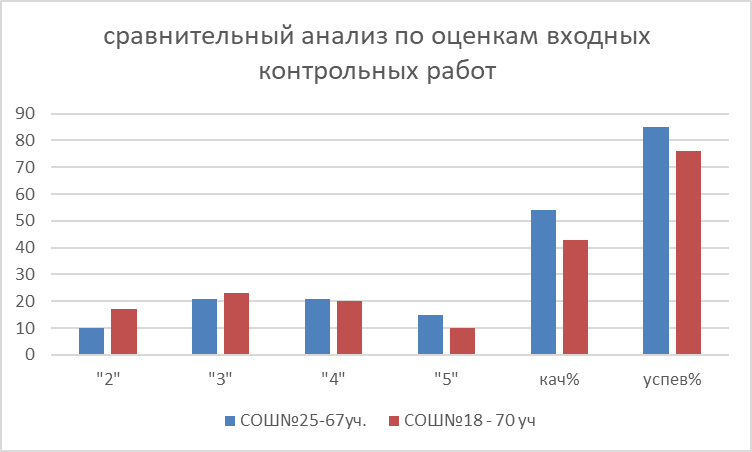 сравнительный анализ по оценкам входных
контрольных работ
90
80
70
60
50
40
30
20
10
0
"2" "3" "4" "5" кач% успев%
СОШ№25-67уч. СОШ№18 - 70 уч